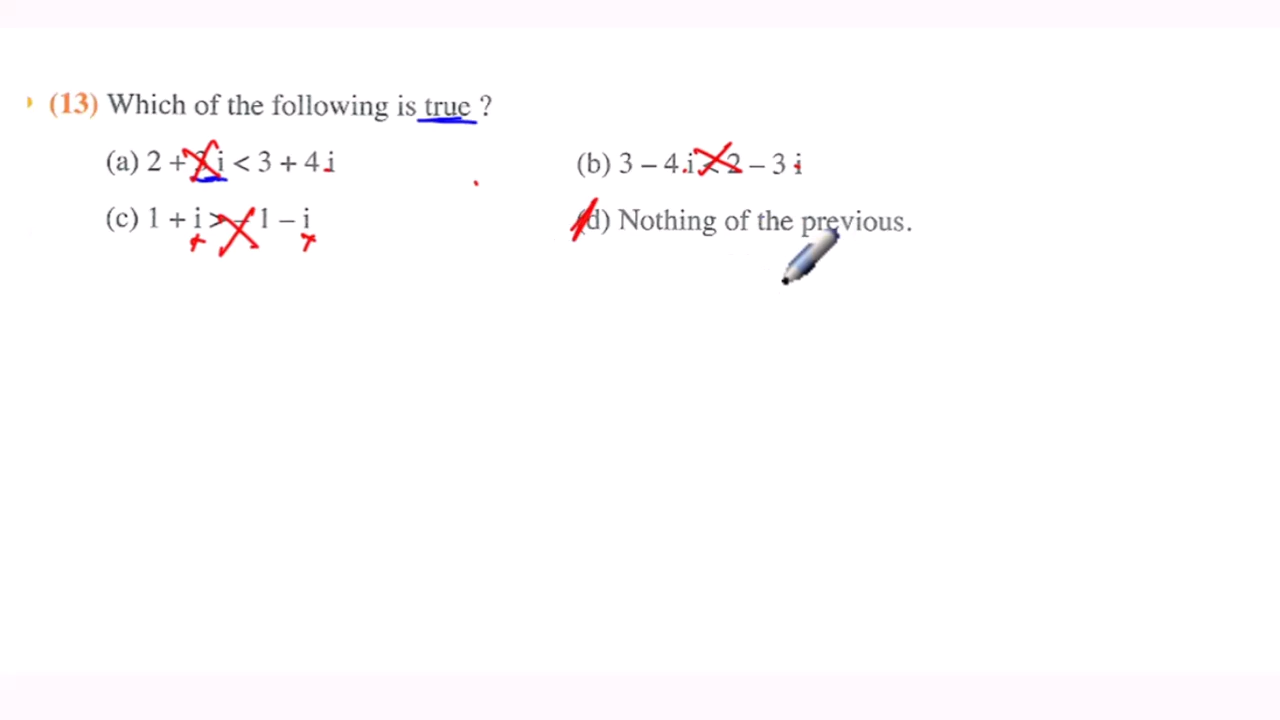 (13) Which of the following is true ?
(a) 2 + i < 3 + 4 i
(b) 3 – 4 i < 2 – 3 i
(c) 1 + i > – 1 – i
(d) Nothing of the previous.